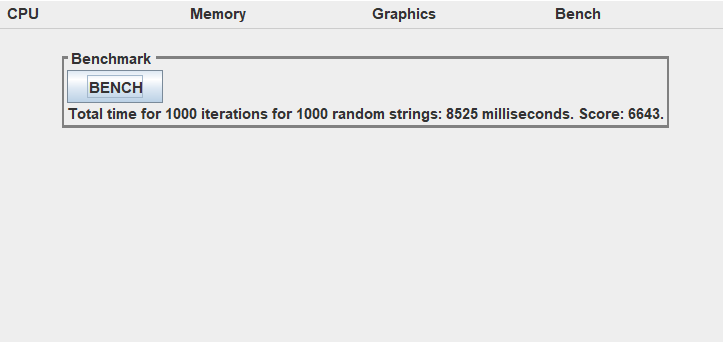 CPU Memory Graphics Bench
Benchmark
BENCH
Total time for 1000 iterations for 1000 random strings: 8525 milliseconds. Score: 6643.